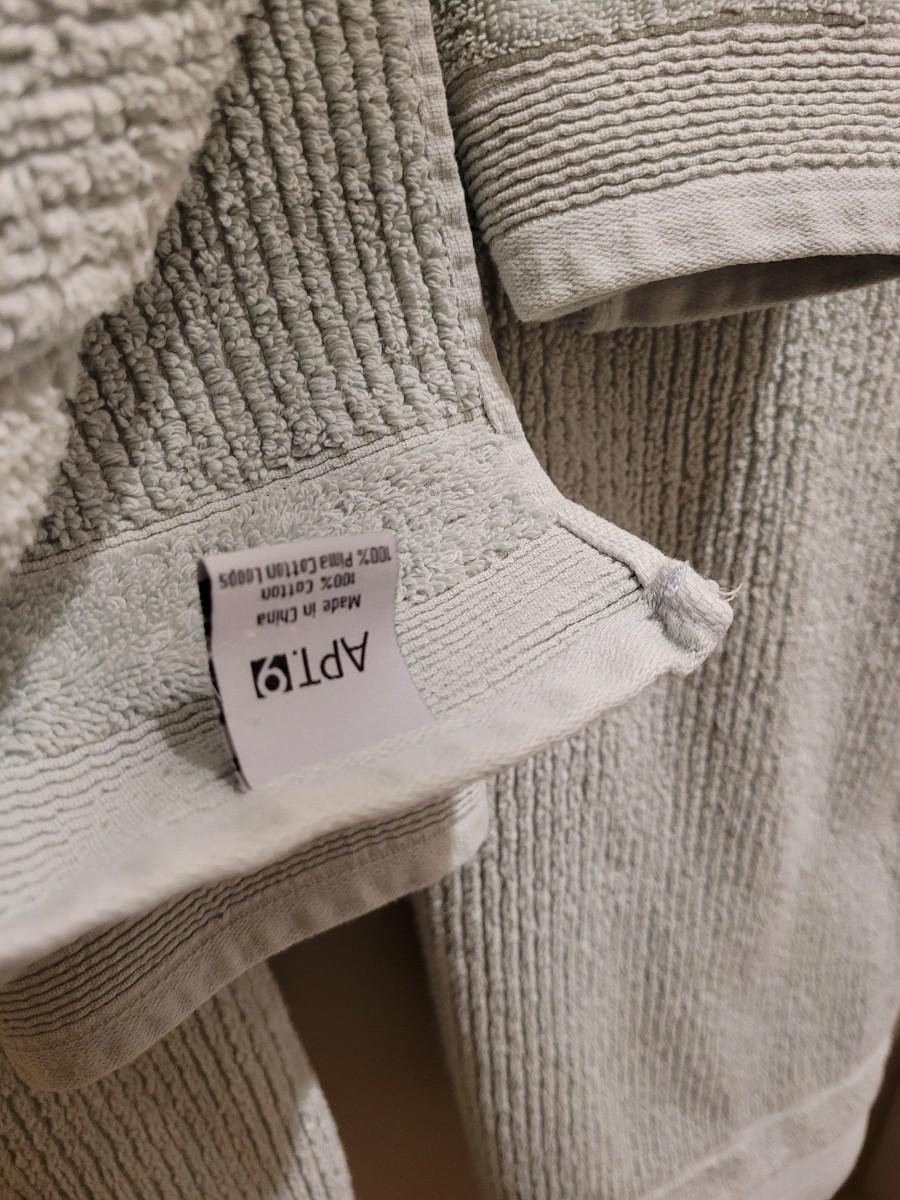 APT.9
Made in China
100% Cotton
100% Pima Cotton Loops